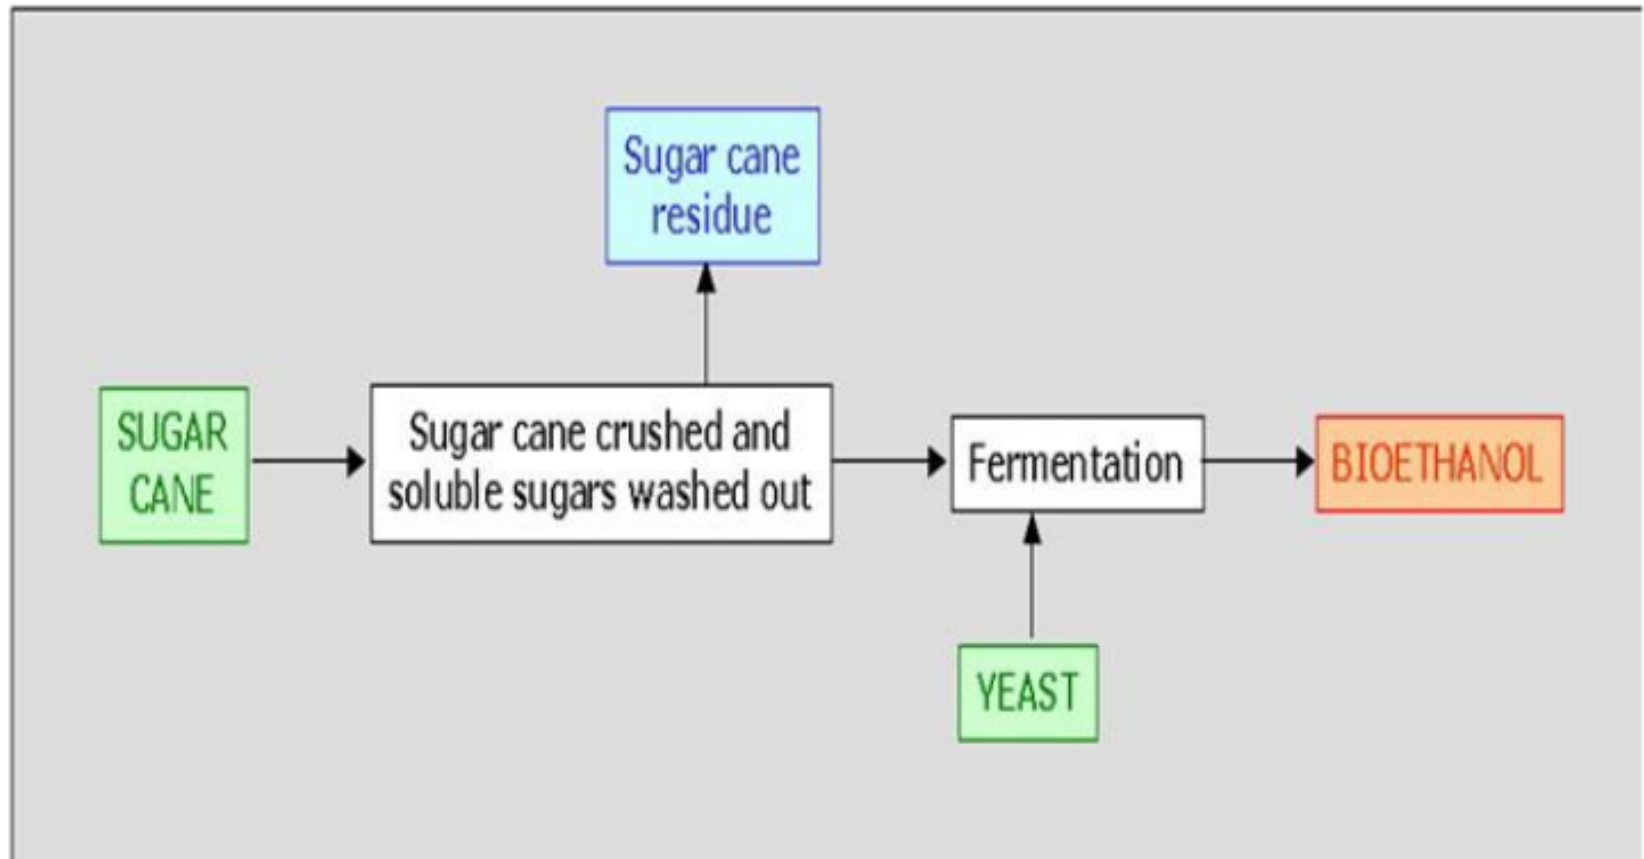 Sugar cane
residue
SUGAR
CANE
Sugar cane crushed and
soluble sugars washed out
Fermentation
BIOETHANOL
YEAST